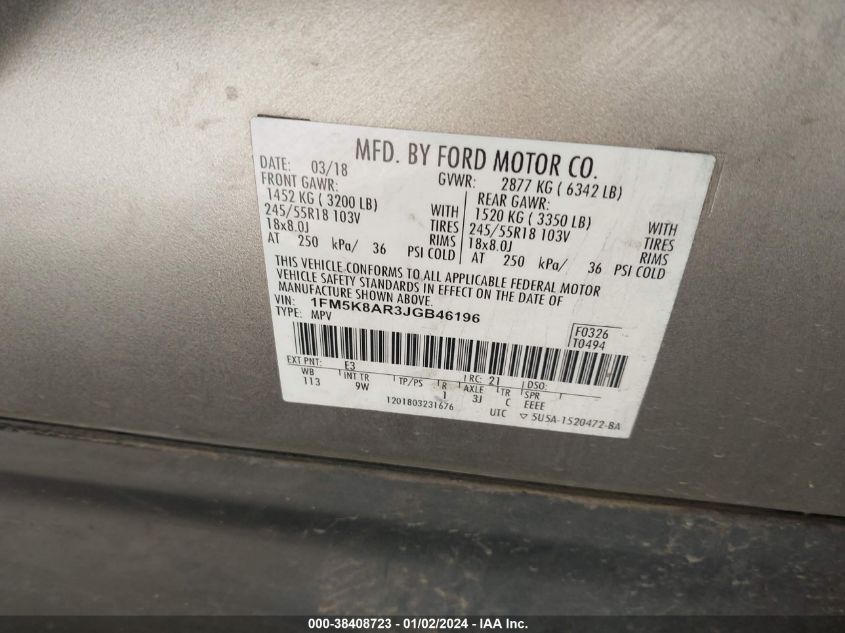 MFD. BY FORD MOTOR CO.
DATE: 03/18 GVWR: 2877 KG ( 6342 LB)
FRONT GAWR: REAR GAWR:
1452 KG ( 3200 LB) WITH 1520 KG ( 3350 LB) WITH
245/55R18 103V TIRES 245/55R18 103V TIRES
18x8.0J RIMS 18x8.0J RIMS
AT 250 kPa/ 36 PSI COLD AT 250 kPa/ 36 PSI COLD
THIS VEHICLE CONFORMS TO ALL APPLICABLE FEDERAL MOTOR
VEHICLE SAFETY STANDARDS IN EFFECT ON THE DATE OF
MANUFACTURE SHOWN ABOVE.
VIN: 1FM5K8AR3JGB46196
TYPE: MPV
F0326
T0494
EXT PNT: E3 RC: 21 DSO:
WB INT TR TP/PS R AXLE TR SPR
113 9W 1 3J C EEEE
1201803231676 UTC ▽ 5U5A-1520472-BA
000-38408723 - 01/02/2024 - IAAI.com.